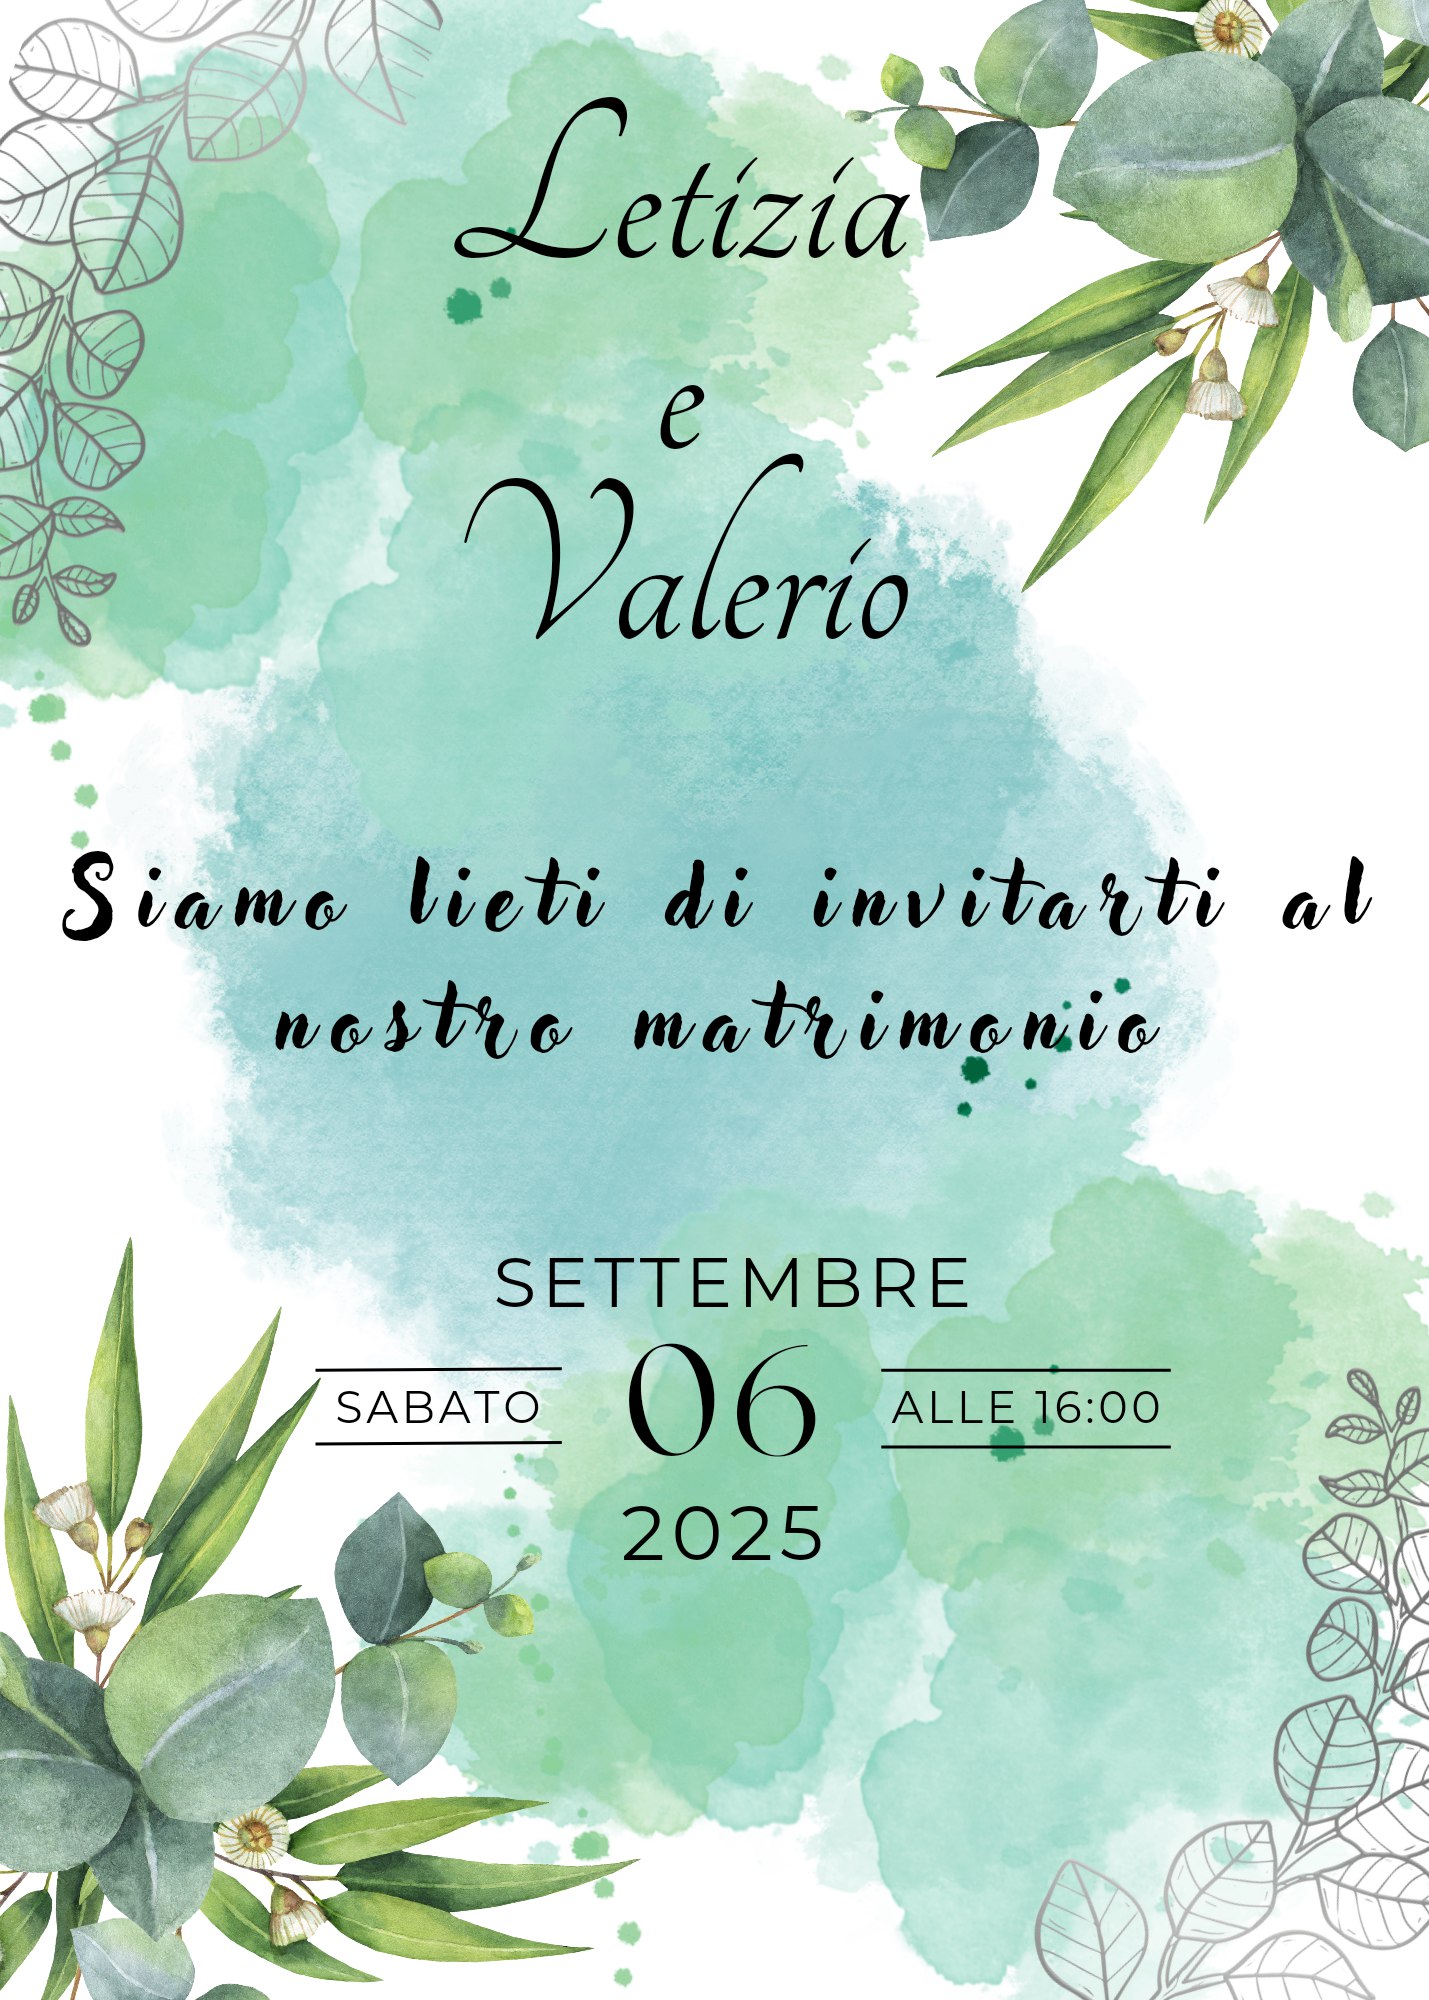 Letizia
e
Valerio
Siamo lieti di invitarti al
nostro matrimonio
SETTEMBRE
SABATO 06 ALLE 16:00
2025